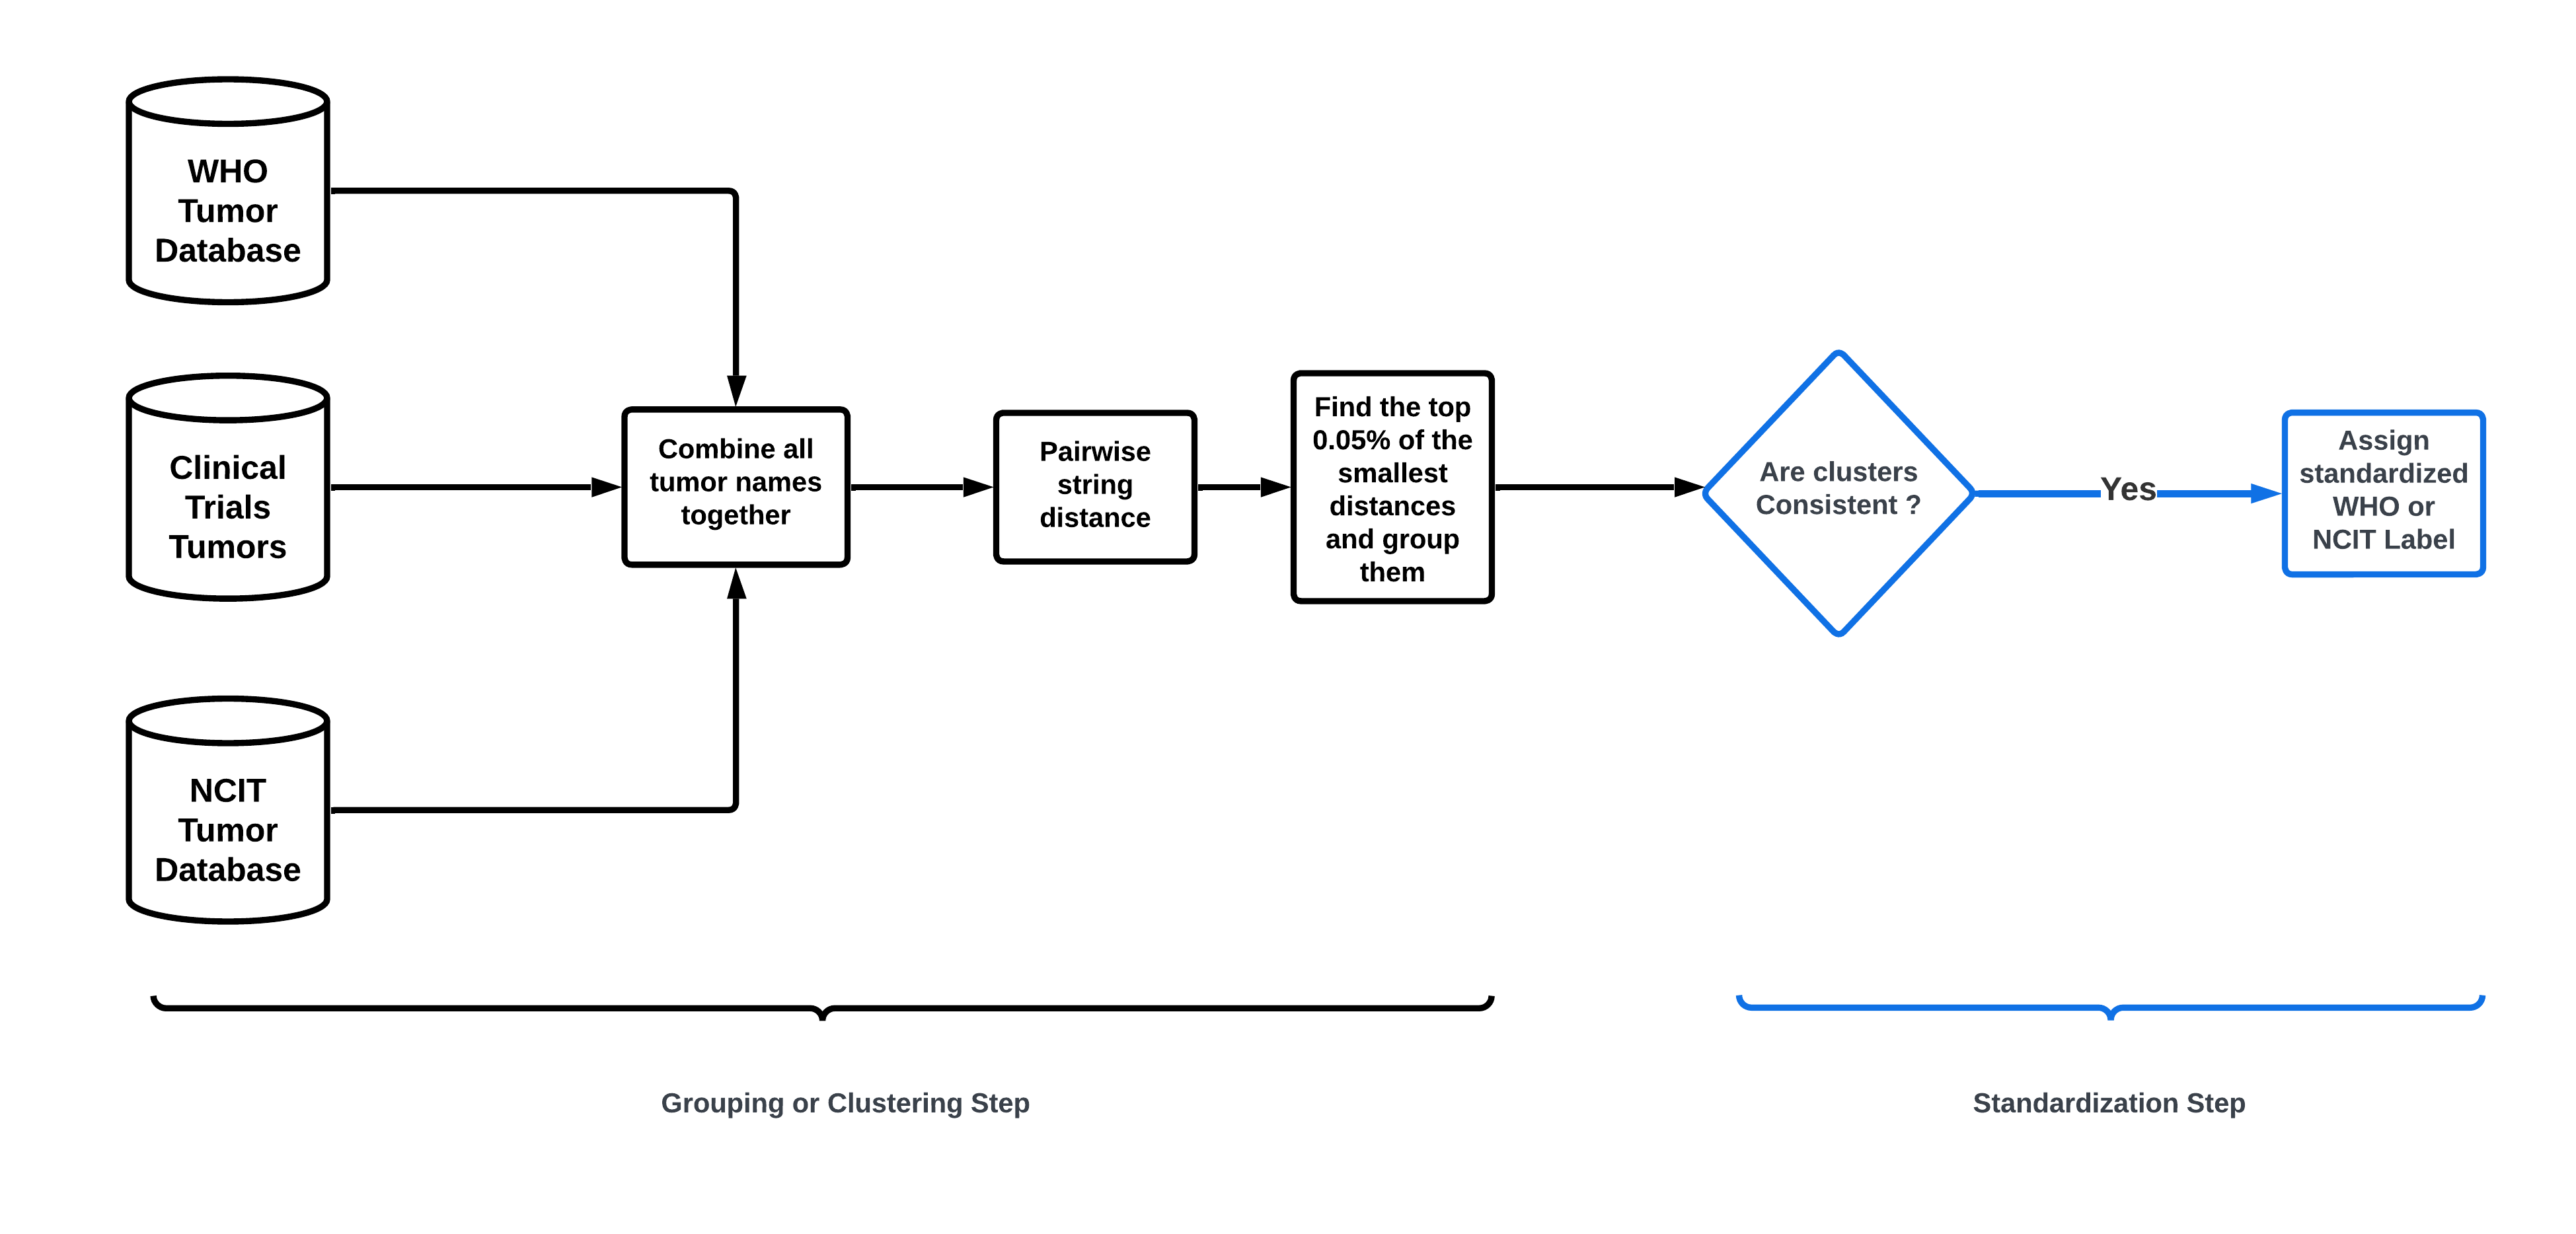 WHO
Tumor
Database
Clinical
Trials
Tumors
NCIT
Tumor
Database
Combine all
tumor names
together
Pairwise
string
distance
Find the top
0.05% of the
smallest
distances
and group
them
Are clusters
Consistent ?
Yes
Assign
standardized
WHO or
NCIT Label
Grouping or Clustering Step
Standardization Step